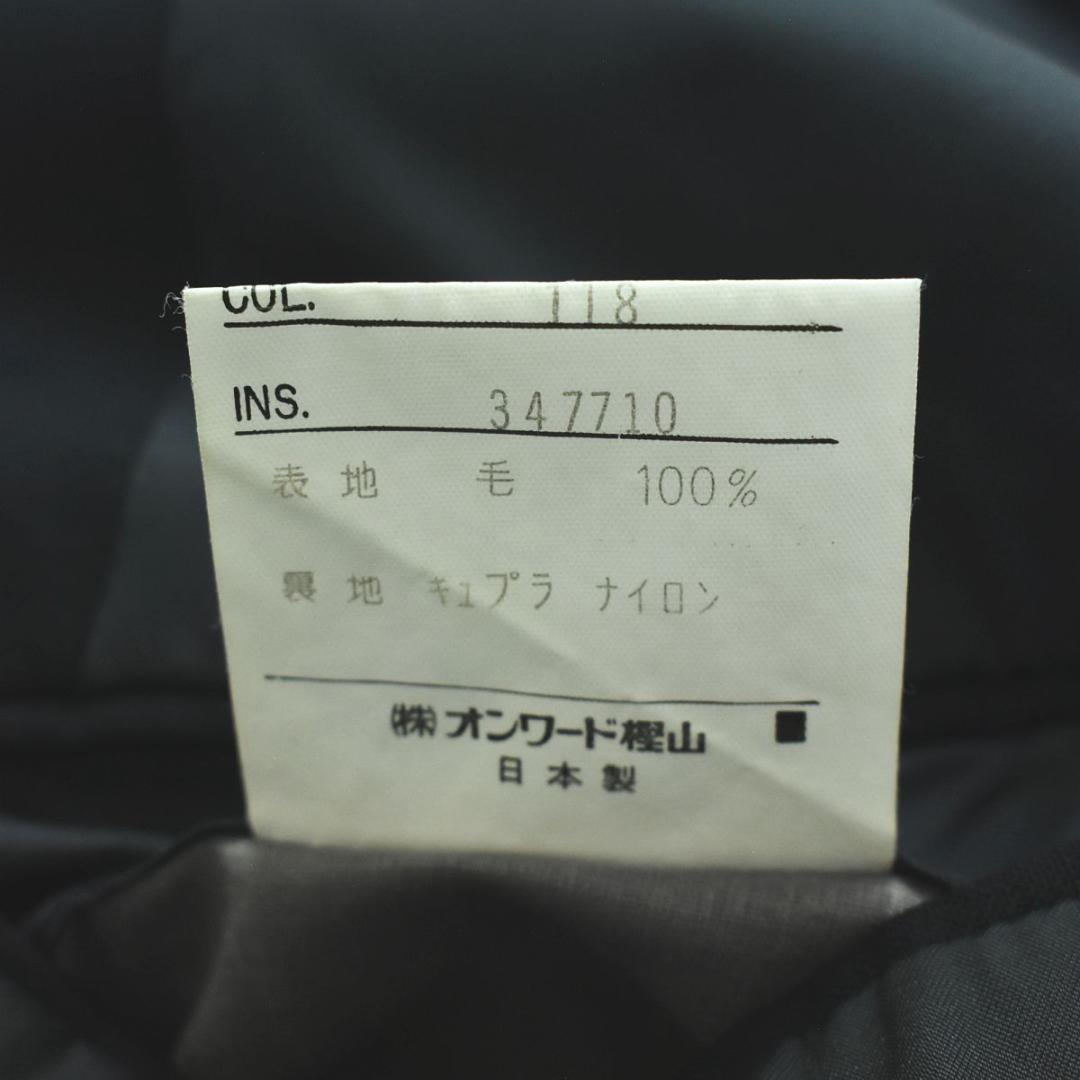 COL. 118
INS. 347710
表地 毛 100%
裏地 キュプラ ナイロン
㈱オンワード樫山
日本製